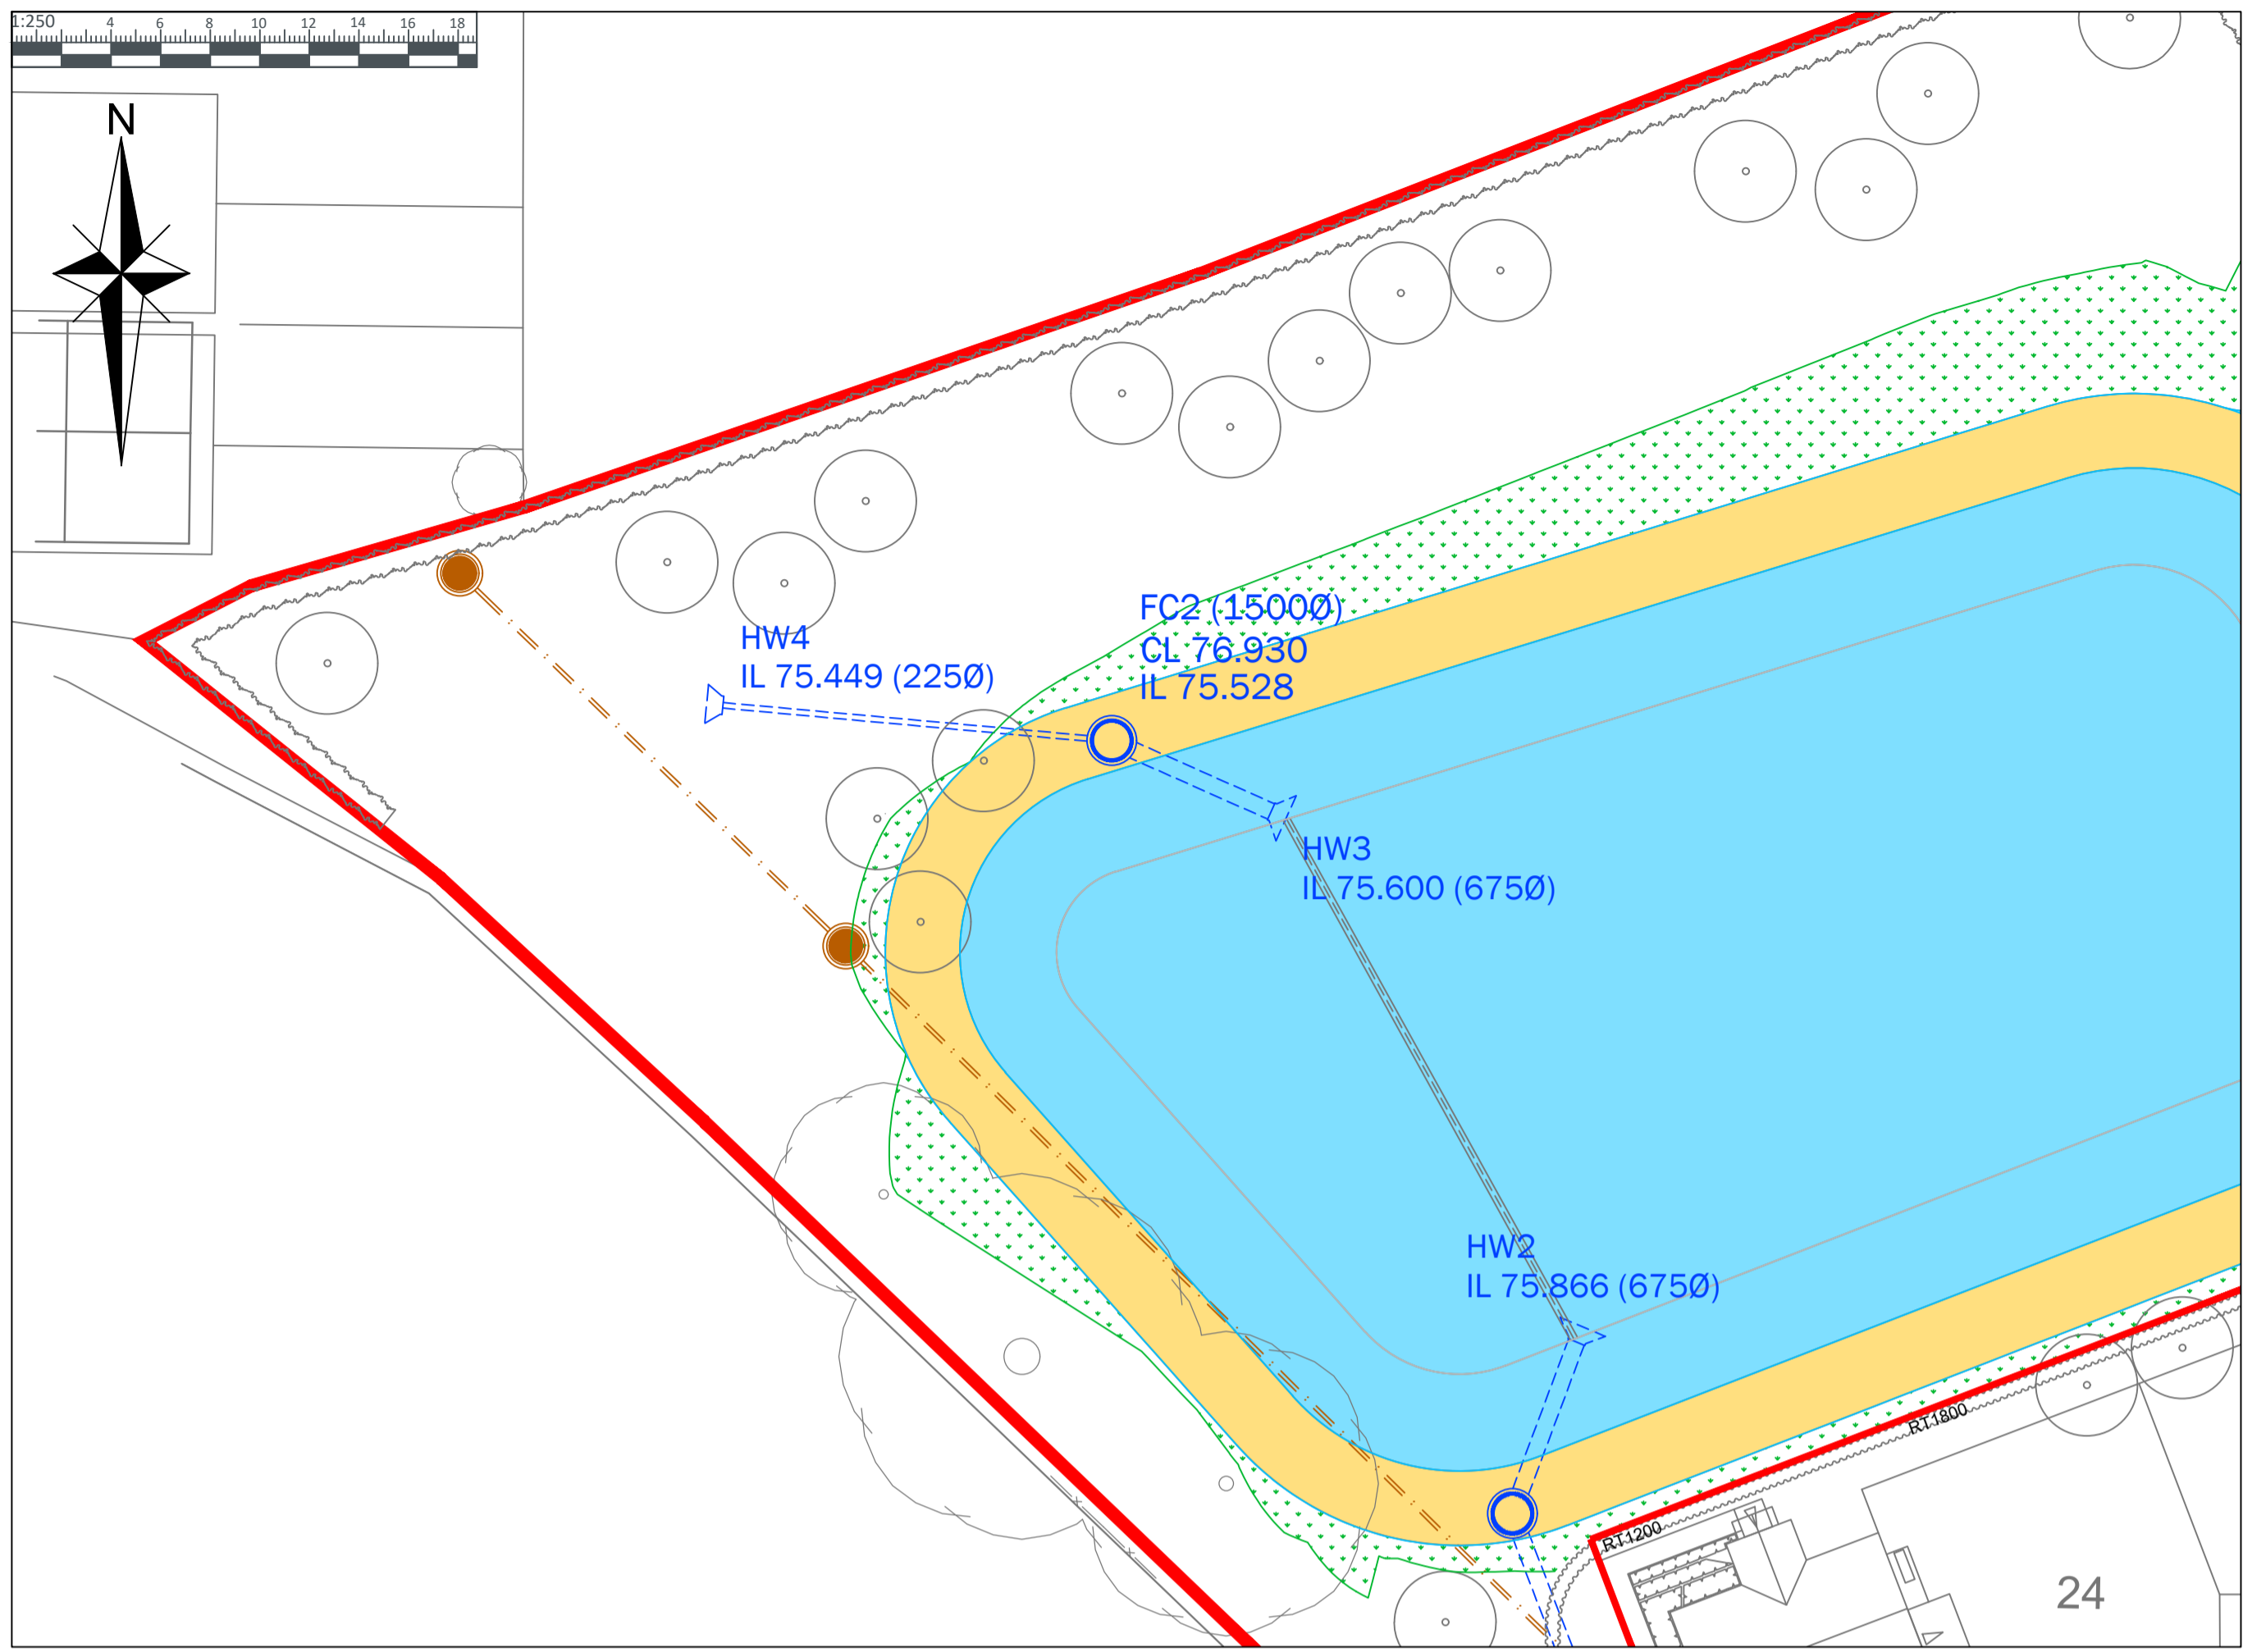 1:250 4 6 8 10 12 14 16 18
N
FC2 (1500Ø)
CL 76.930
IL 75.528
HW4
IL 75.449 (225Ø)
HW3
IL 75.600 (675Ø)
HW2
IL 75.866 (675Ø)
RT1800
RT1200
24